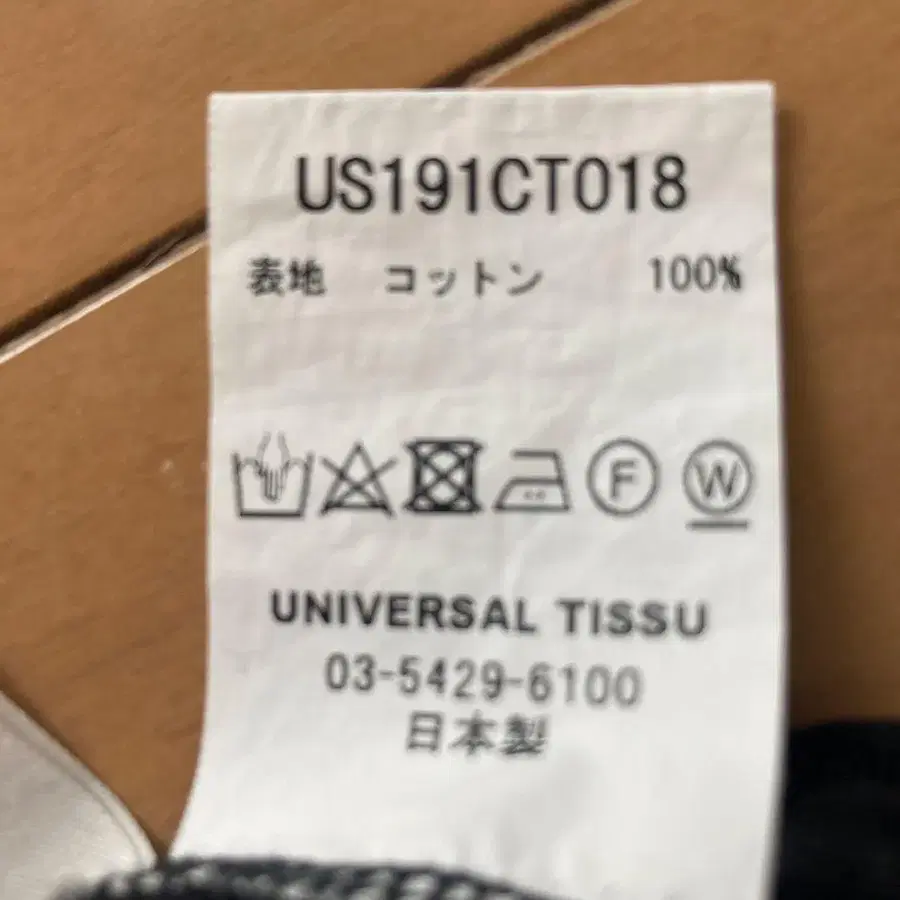 US191CT018
表地 コットン 100%
F W
UNIVERSAL TISSU
03-5429-6100
日本製